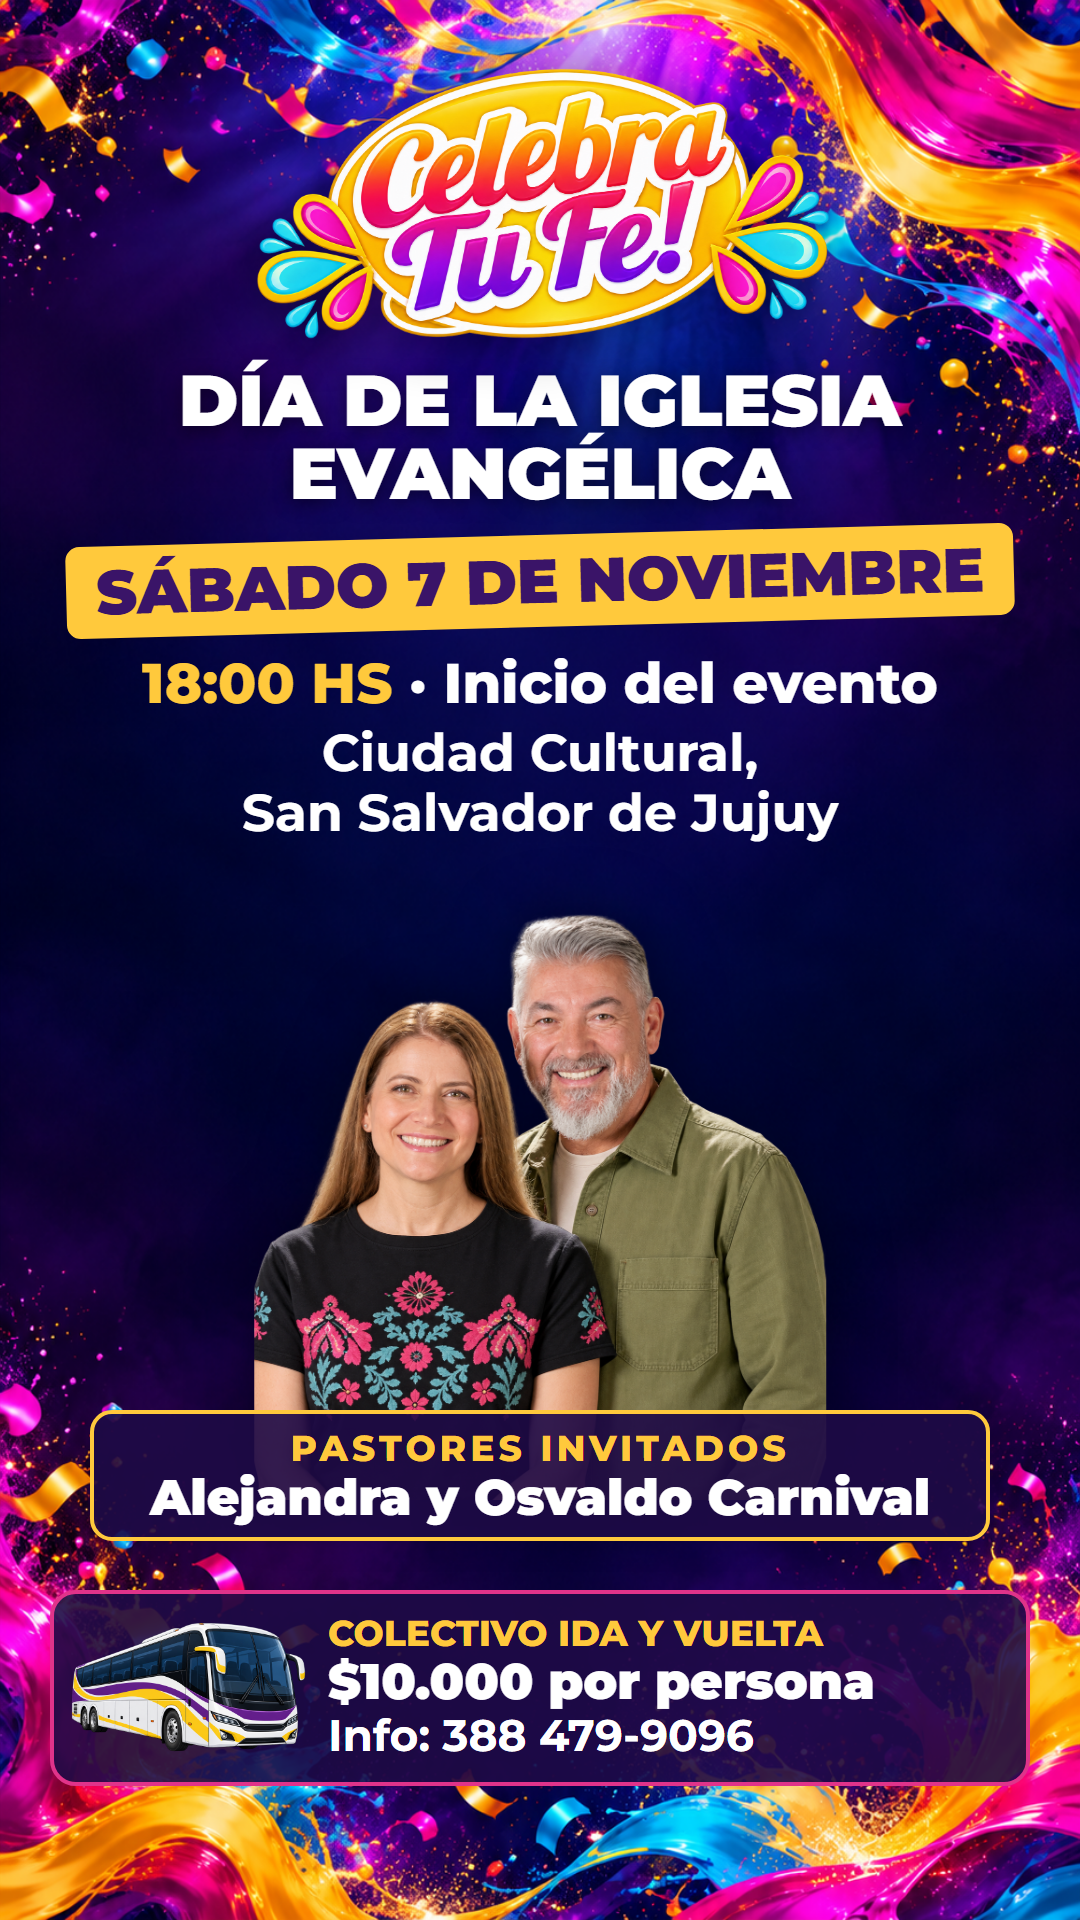 Celebra
Tu Fe!
DÍA DE LA IGLESIA
EVANGÉLICA
SÁBADO 7 DE NOVIEMBRE
18:00 HS • Inicio del evento
Ciudad Cultural,
San Salvador de Jujuy
PASTORES INVITADOS
Alejandra y Osvaldo Carnival
COLECTIVO IDA Y VUELTA
$10.000 por persona
Info: 388 479-9096